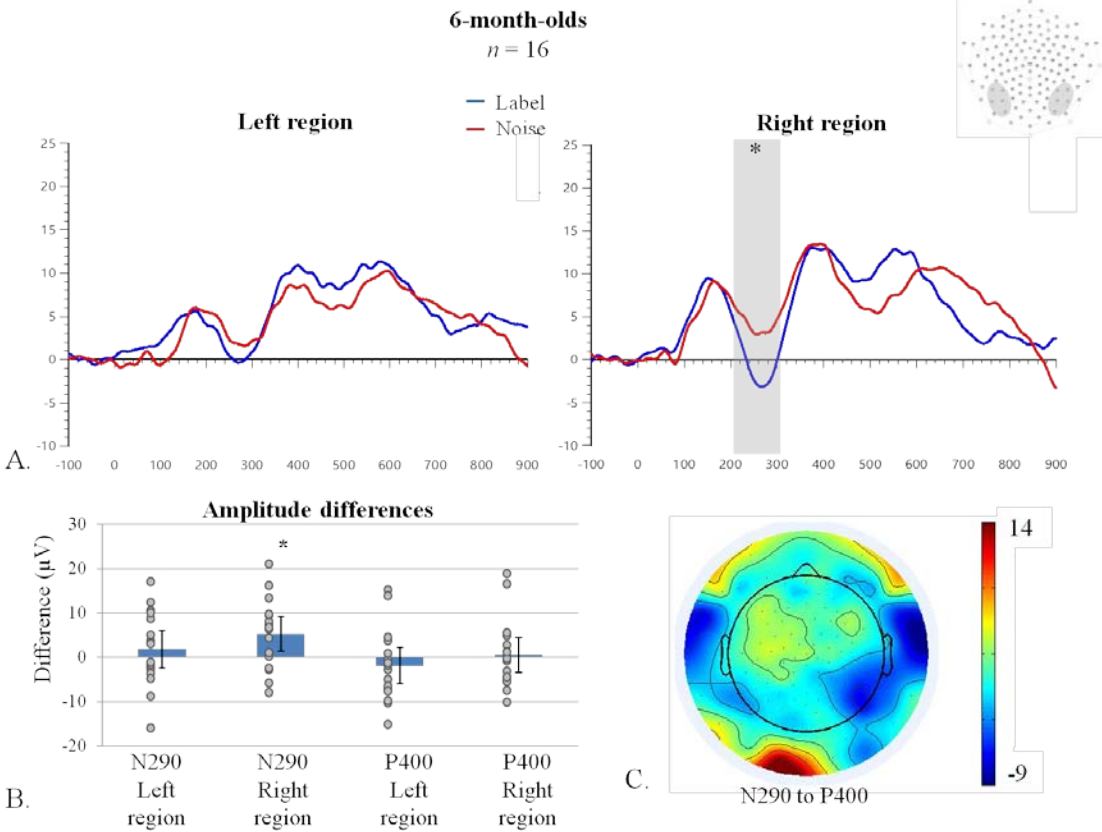 6-month-olds
n = 16
Label
Noise
Left region
Right region
*
25
20
15
10
5
0
-5
-10
-100 0 100 200 300 400 500 600 700 800 900
25
20
15
10
5
0
-5
-10
-100 0 100 200 300 400 500 600 700 800 900
A.
Amplitude differences
Difference (µV)
30
20
10
0
-10
-20
*
N290 N290 P400 P400
Left Right Left Right
region region region region
B.
14
-9
N290 to P400
C.